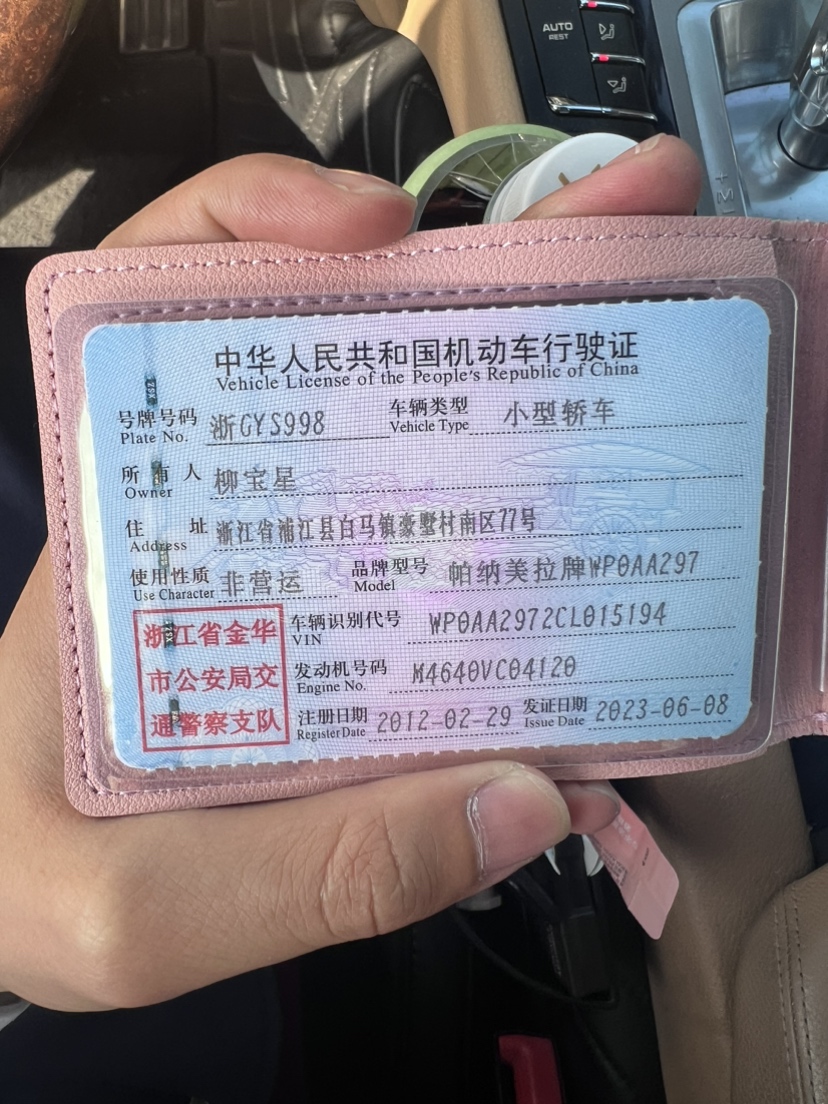 AUTO
REST
中华人民共和国机动车行驶证
Vehicle License of the People's Republic of China
号牌号码 浙GYS998 车辆类型 小型轿车
Plate No. Vehicle Type
所有人 柳宝星
Owner
住址 浙江省浦江县白马镇豪墅村南区77号
Address
使用性质 非营运 品牌型号 帕纳美拉牌WP0AA297
Use Character Model
浙江省金华
市公安局交
通警察支队
车辆识别代号 WP0AA2972CL015194
VIN
发动机号码 M4640VC04120
Engine No.
注册日期 2012-02-29 发证日期 2023-06-08
Register Date Issue Date